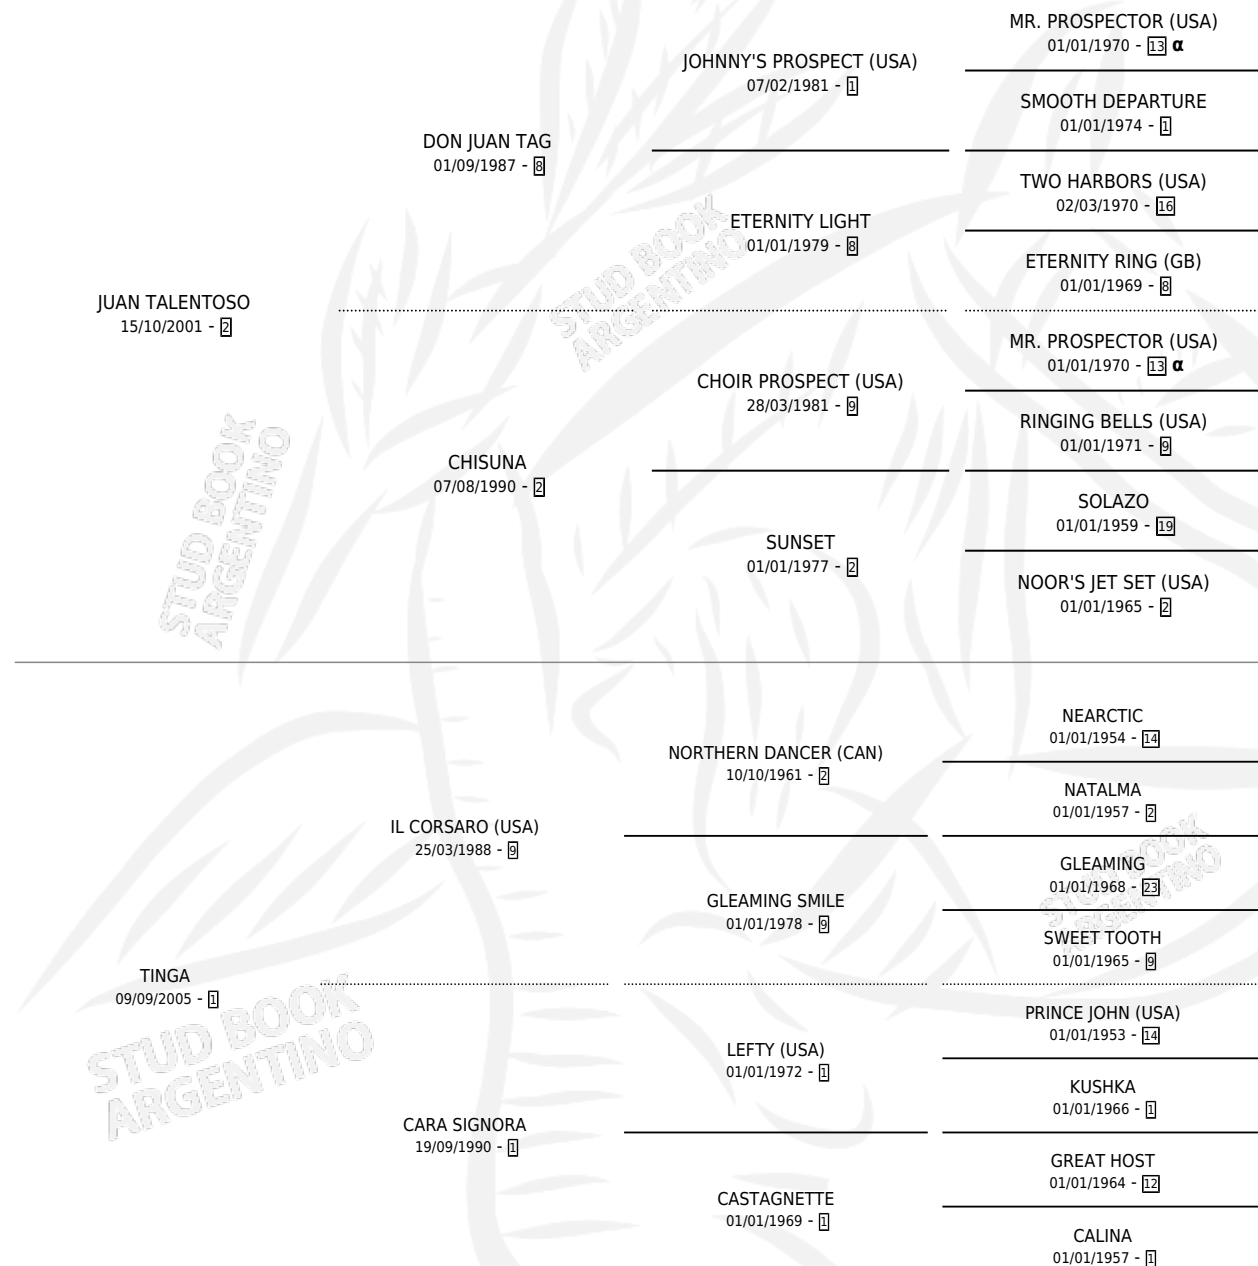 JUAN TALENTOSO
15/10/2001 - 2
DON JUAN TAG
01/09/1987 - 8
JOHNNY'S PROSPECT (USA)
07/02/1981 - 1
MR. PROSPECTOR (USA)
01/01/1970 - 13 α
SMOOTH DEPARTURE
01/01/1974 - 1
ETERNITY LIGHT
01/01/1979 - 8
TWO HARBORS (USA)
02/03/1970 - 16
ETERNITY RING (GB)
01/01/1969 - 8
CHISUNA
07/08/1990 - 2
CHOIR PROSPECT (USA)
28/03/1981 - 9
MR. PROSPECTOR (USA)
01/01/1970 - 13 α
RINGING BELLS (USA)
01/01/1971 - 9
SUNSET
01/01/1977 - 2
SOLAZO
01/01/1959 - 19
NOOR'S JET SET (USA)
01/01/1965 - 2
TINGA
09/09/2005 - 1
IL CORSARO (USA)
25/03/1988 - 9
NORTHERN DANCER (CAN)
10/10/1961 - 2
NEARCTIC
01/01/1954 - 14
NATALMA
01/01/1957 - 2
GLEAMING SMILE
01/01/1978 - 9
GLEAMING
01/01/1968 - 23
SWEET TOOTH
01/01/1965 - 9
CARA SIGNORA
19/09/1990 - 1
LEFTY (USA)
01/01/1972 - 1
PRINCE JOHN (USA)
01/01/1953 - 14
KUSHKA
01/01/1966 - 1
CASTAGNETTE
01/01/1969 - 1
GREAT HOST
01/01/1964 - 12
CALINA
01/01/1957 - 1
STUD BOOK
ARGENTINO
STUD BOOK
ARGENTINO
STUD BOOK
ARGENTINO
STUD BOOK
ARGENTINO